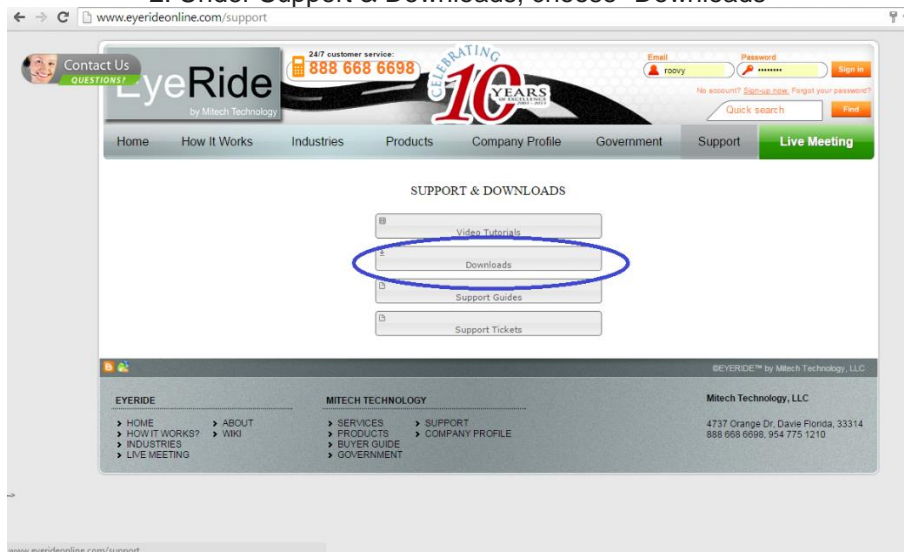 2. Under Support & Downloads, choose "Downloads"
www.eyerideonline.com/support
Contact Us
QUESTIONS?
EyeRide
by Mitech Technology
24/7 customer service:
888 668 6698
CELEBRATING
10
YEARS
OF EXCELLENCE
Email
Password
roovy
••••••••
Sign in
No account? Sign-up now. Forgot your password?
Quick search
Find
Home How It Works Industries Products Company Profile Government Support Live Meeting
SUPPORT & DOWNLOADS
Video Tutorials
Downloads
Support Guides
Support Tickets
©EYERIDE™ by Mitech Technology, LLC
EYERIDE
HOME
HOW IT WORKS?
INDUSTRIES
LIVE MEETING
ABOUT
WIKI
MITECH TECHNOLOGY
SERVICES
PRODUCTS
BUYER GUIDE
GOVERNMENT
SUPPORT
COMPANY PROFILE
Mitech Technology, LLC
4737 Orange Dr, Davie Florida, 33314
888 668 6698, 954 775 1210
-->
www.eyerideonline.com/support